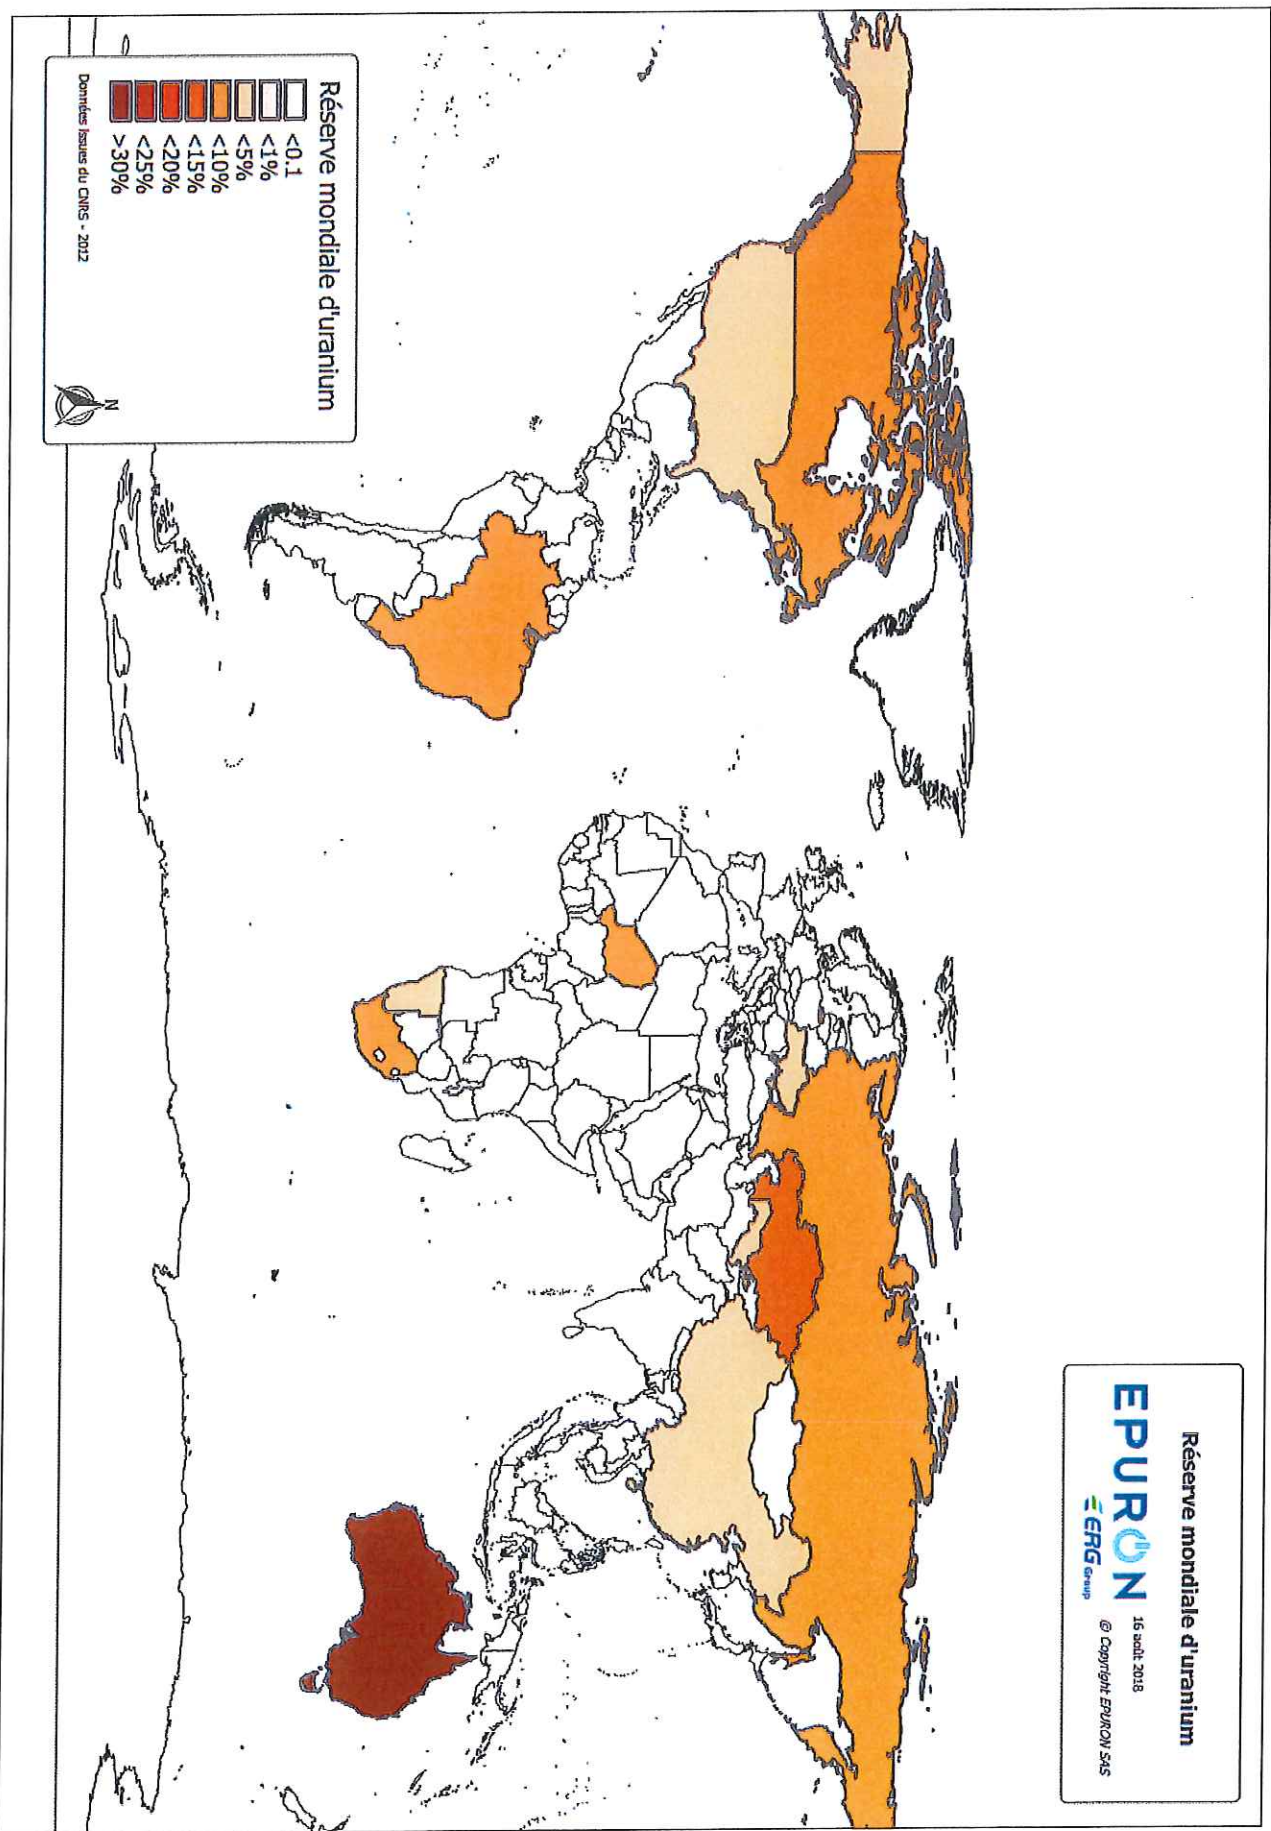 Réserve mondiale d'uranium
EPURON
ERG Group
16 août 2018
© Copyright EPURON SAS
Réserve mondiale d'uranium
<0.1
<1%
<5%
<10%
<15%
<20%
<25%
>30%
Données issues du CNRS - 2012
N